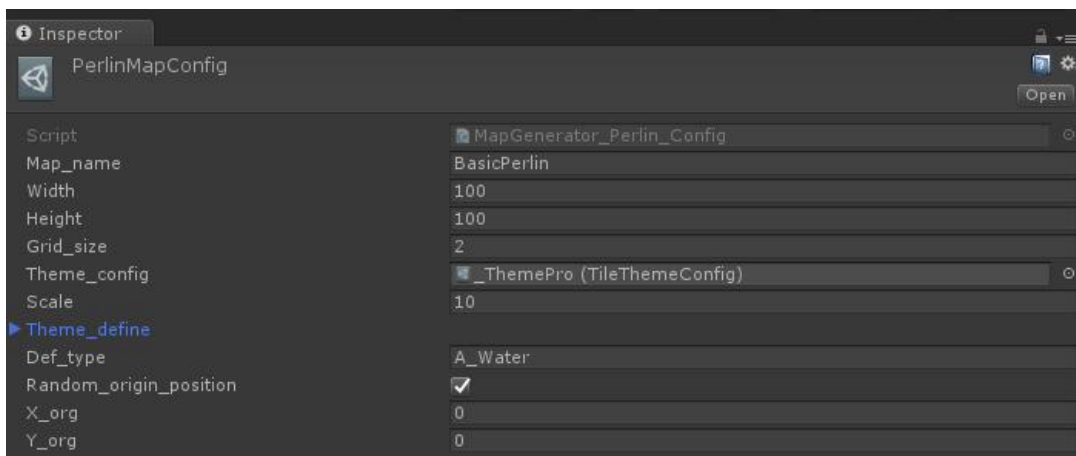 Inspector
PerlinMapConfig
Open
Script MapGenerator_Perlin_Config
Map_name BasicPerlin
Width 100
Height 100
Grid_size 2
Theme_config _ThemePro (TileThemeConfig)
Scale 10
Theme_define
Def_type A_Water
Random_origin_position
X_org 0
Y_org 0